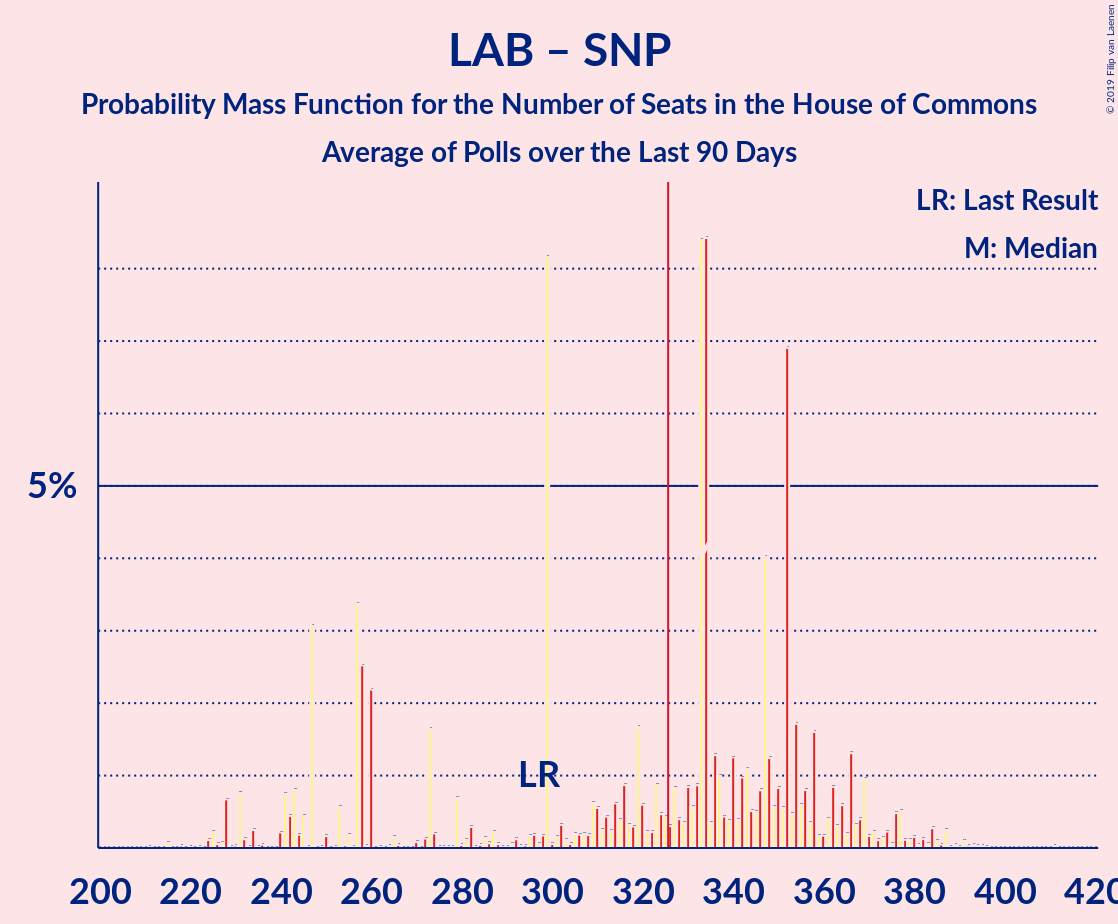 LAB – SNP
Probability Mass Function for the Number of Seats in the House of Commons
Average of Polls over the Last 90 Days
© 2019 Filip van Laenen
LR: Last Result
M: Median
5%
LR
200 220 240 260 280 300 320 340 360 380 400 420